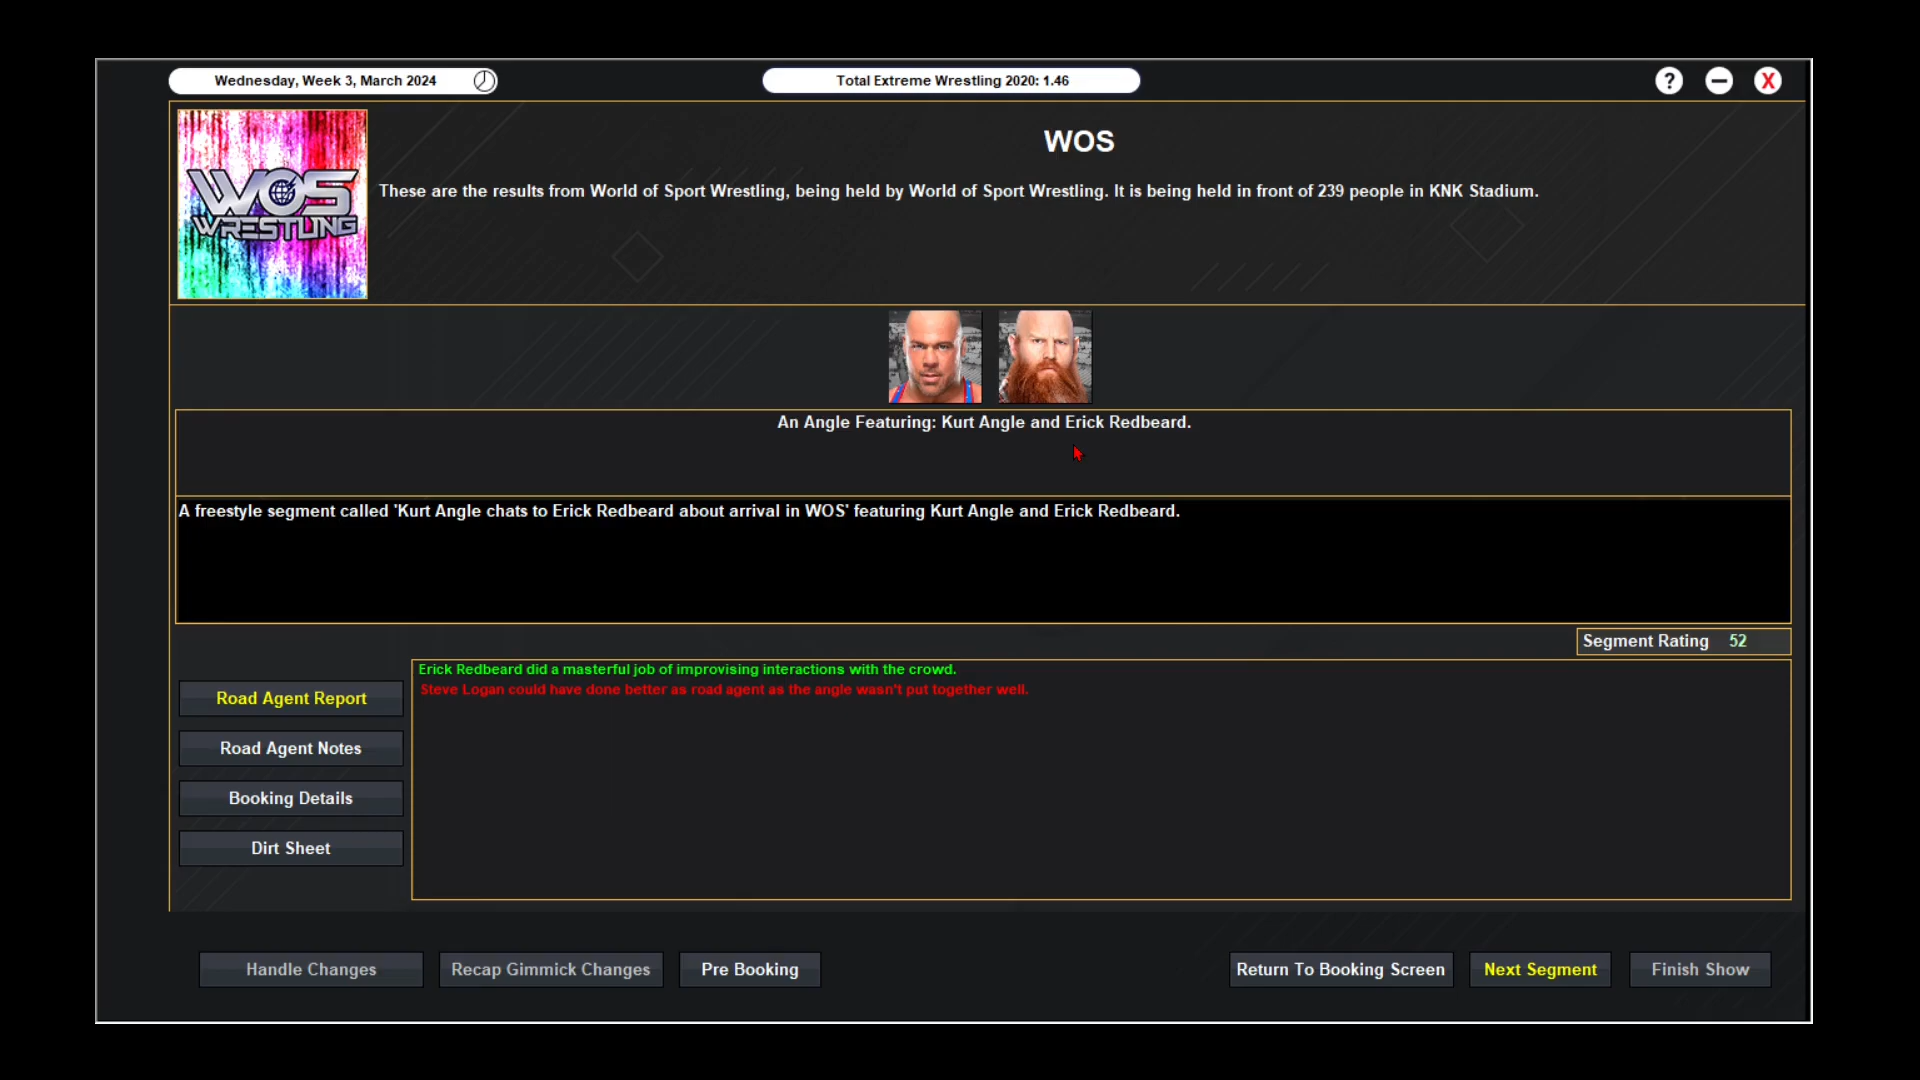 Wednesday, Week 3, March 2024
Total Extreme Wrestling 2020: 1.46
?
X
WOS
WOS
WRESTLING
These are the results from World of Sport Wrestling, being held by World of Sport Wrestling. It is being held in front of 239 people in KNK Stadium.
An Angle Featuring: Kurt Angle and Erick Redbeard.
A freestyle segment called 'Kurt Angle chats to Erick Redbeard about arrival in WOS' featuring Kurt Angle and Erick Redbeard.
Segment Rating 52
Erick Redbeard did a masterful job of improvising interactions with the crowd.
Steve Logan could have done better as road agent as the angle wasn't put together well.
Road Agent Report
Road Agent Notes
Booking Details
Dirt Sheet
Handle Changes
Recap Gimmick Changes
Pre Booking
Return To Booking Screen
Next Segment
Finish Show